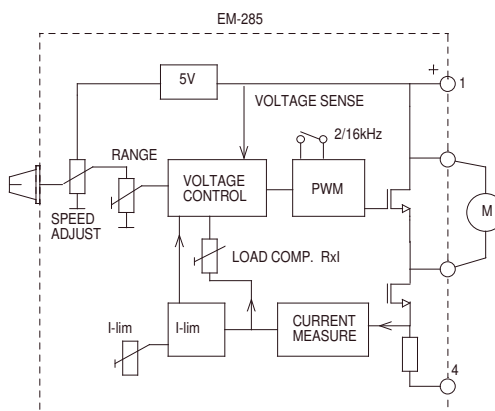 EM-285
+
1
5V
VOLTAGE SENSE
2/16kHz
RANGE
VOLTAGE
CONTROL
PWM
M
SPEED
ADJUST
LOAD COMP. RxI
I-lim
I-lim
CURRENT
MEASURE
4